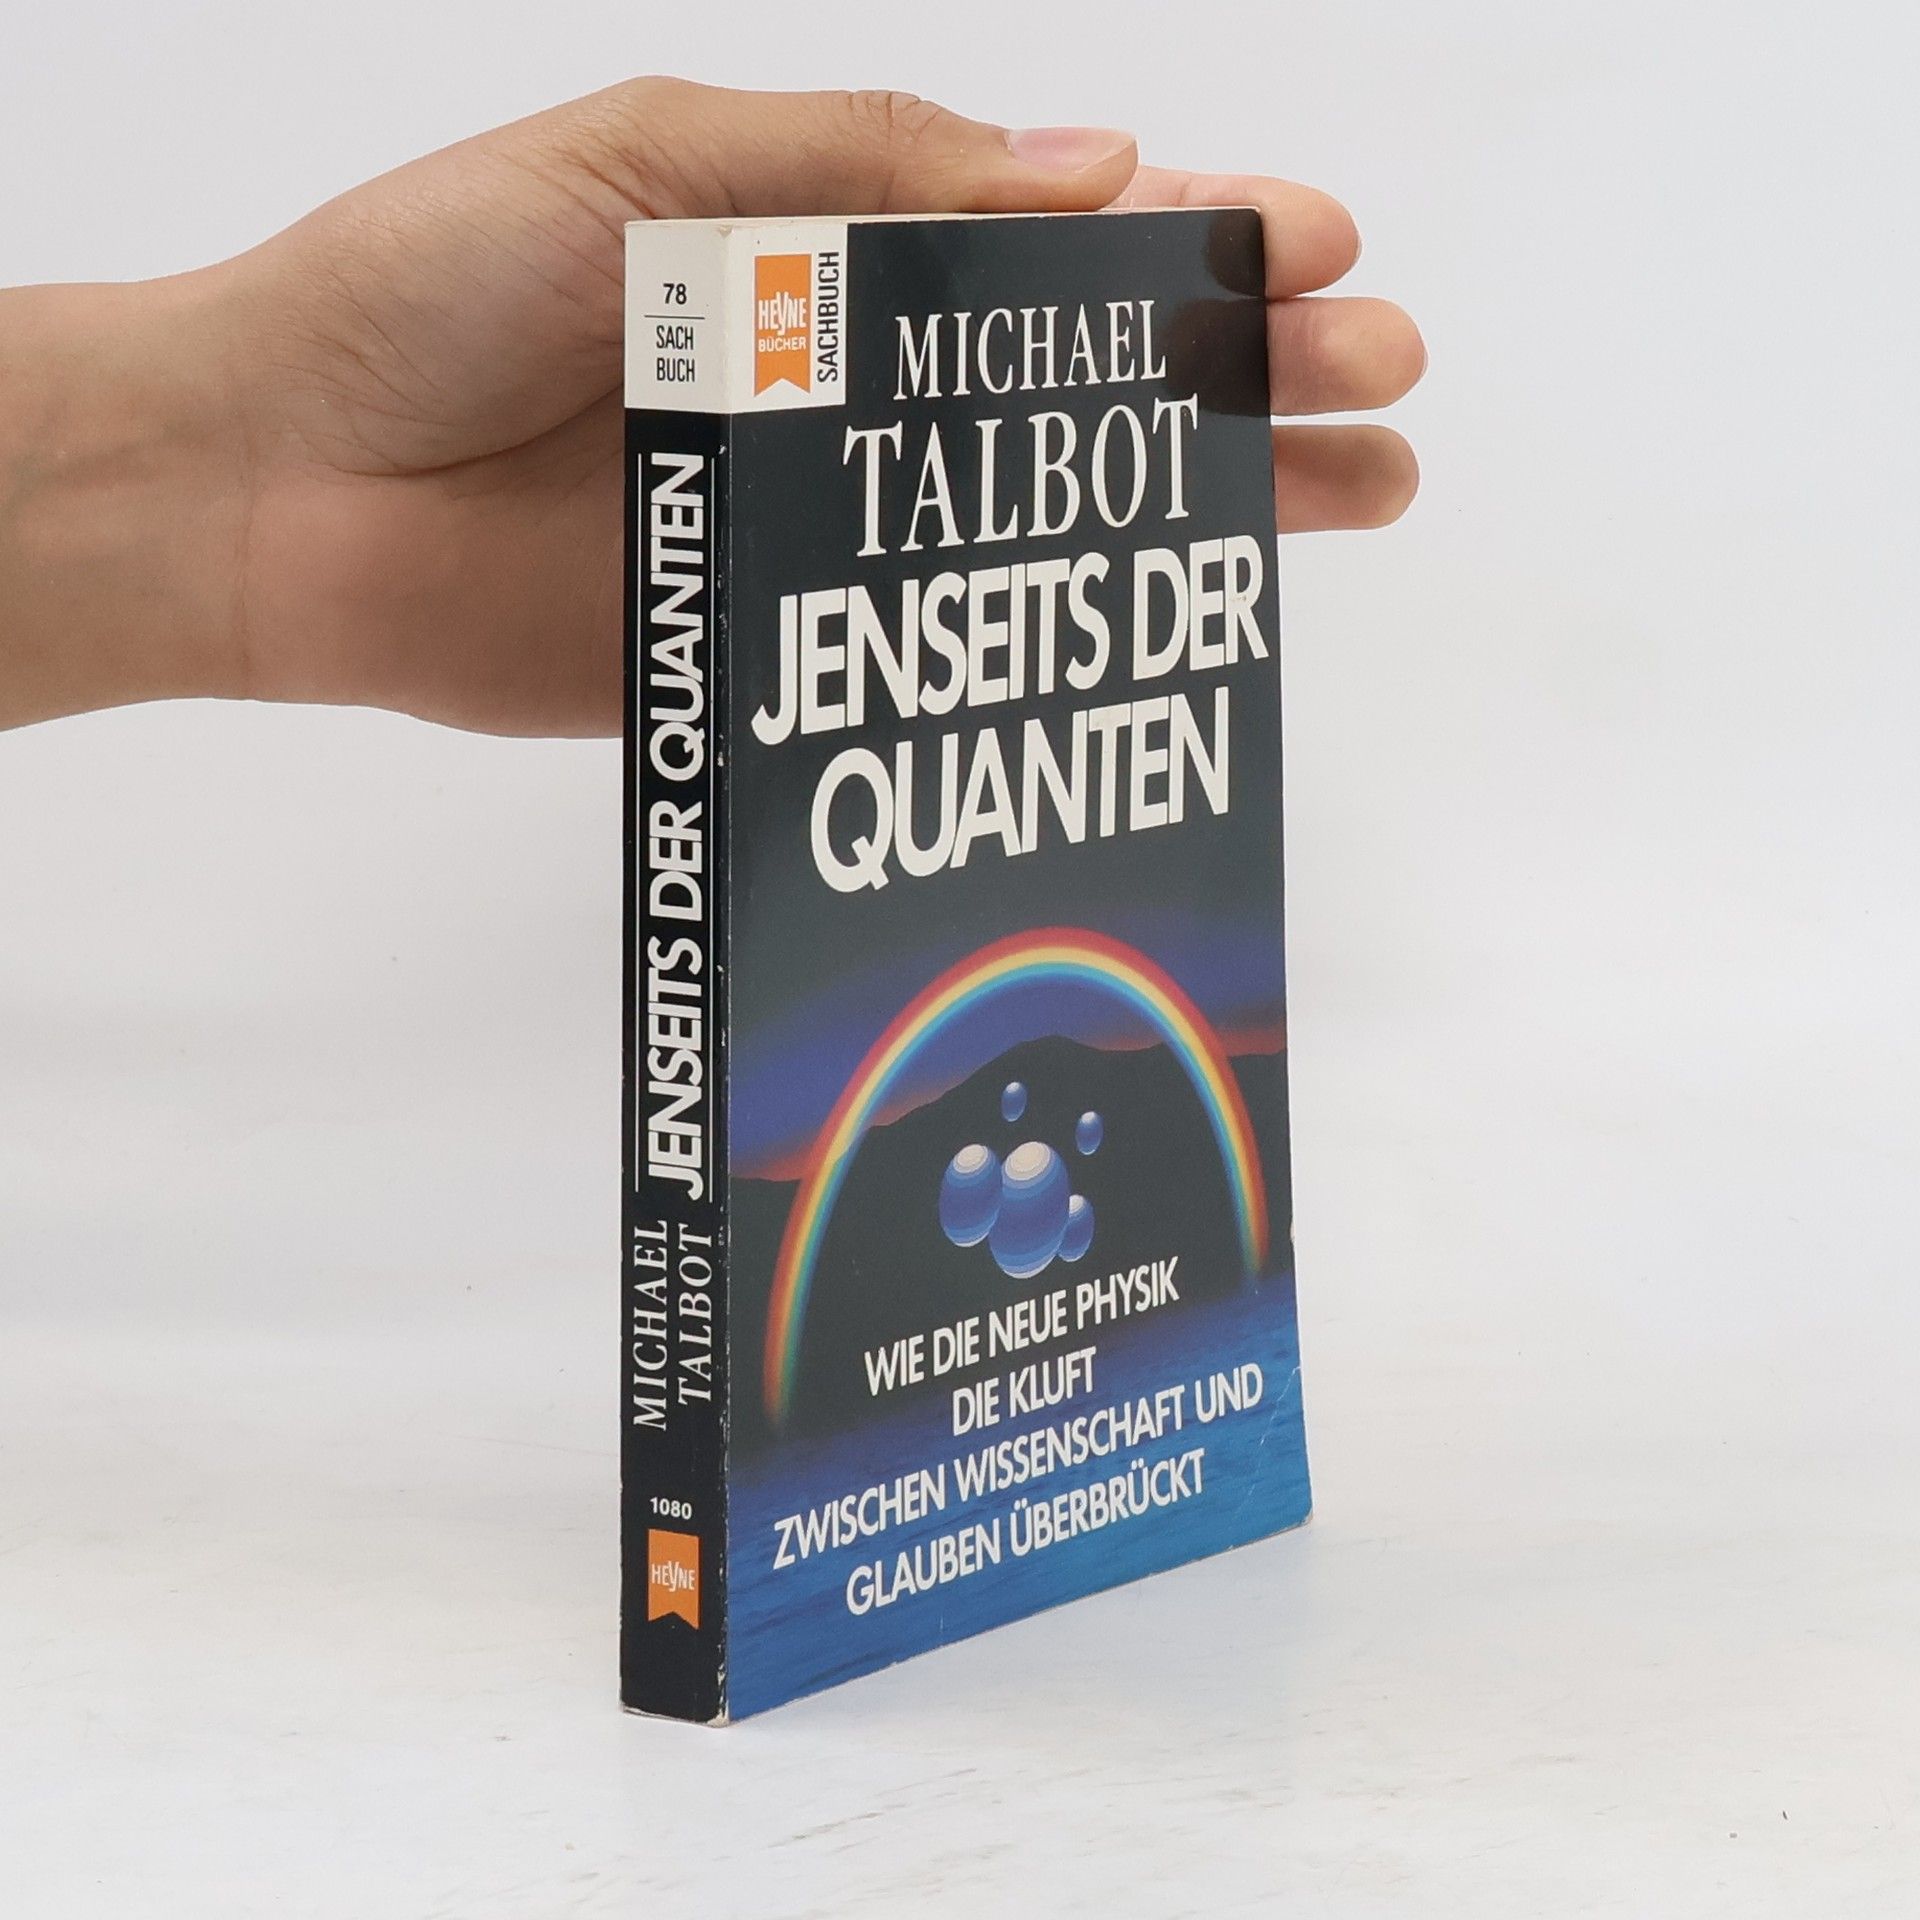 78
SACH
BUCH
JENSEITS DER QUANTEN
MICHAEL
TALBOT
1080
HEYNE
HEYNE
BÜCHER
SACHBUCH
MICHAEL
TALBOT
JENSEITS DER
QUANTEN
WIE DIE NEUE PHYSIK
DIE KLUFT
ZWISCHEN WISSENSCHAFT UND
GLAUBEN ÜBERBRÜCKT